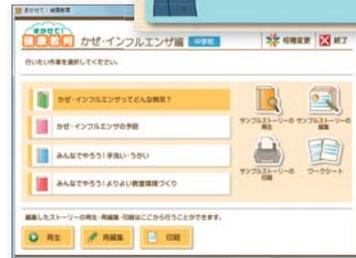 まかせて！健康教育
まかせて！
健康教育 かぜ・インフルエンザ編 中学校
校種変更 終了
行いたい作業を選択してください。
かぜ・インフルエンザってどんな病気？
かぜ・インフルエンザの予防
みんなでやろう1 手洗い・うがい
みんなでやろう2 よりよい教室環境づくり
サンプルストーリーの再生
サンプルストーリーの編集
サンプルストーリーの印刷
ワークシート
編集したストーリーの再生・再編集・印刷はここから行うことができます。
再生 再編集 印刷